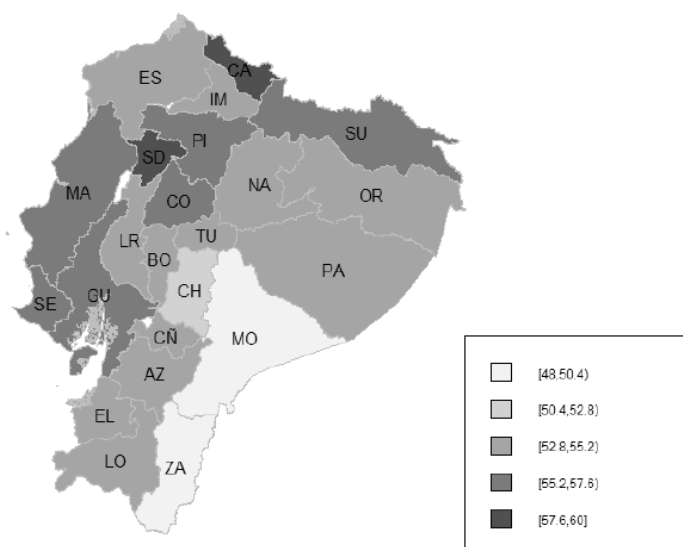 ES
CA
IM
PI
SU
SD
MA
CO
NA
OR
LR
TU
BO
PA
CH
SE
GU
CÑ
MO
AZ
EL
LO
ZA
[48,50.4)
[50.4,52.8)
[52.8,55.2)
[55.2,57.6)
[57.6,60]